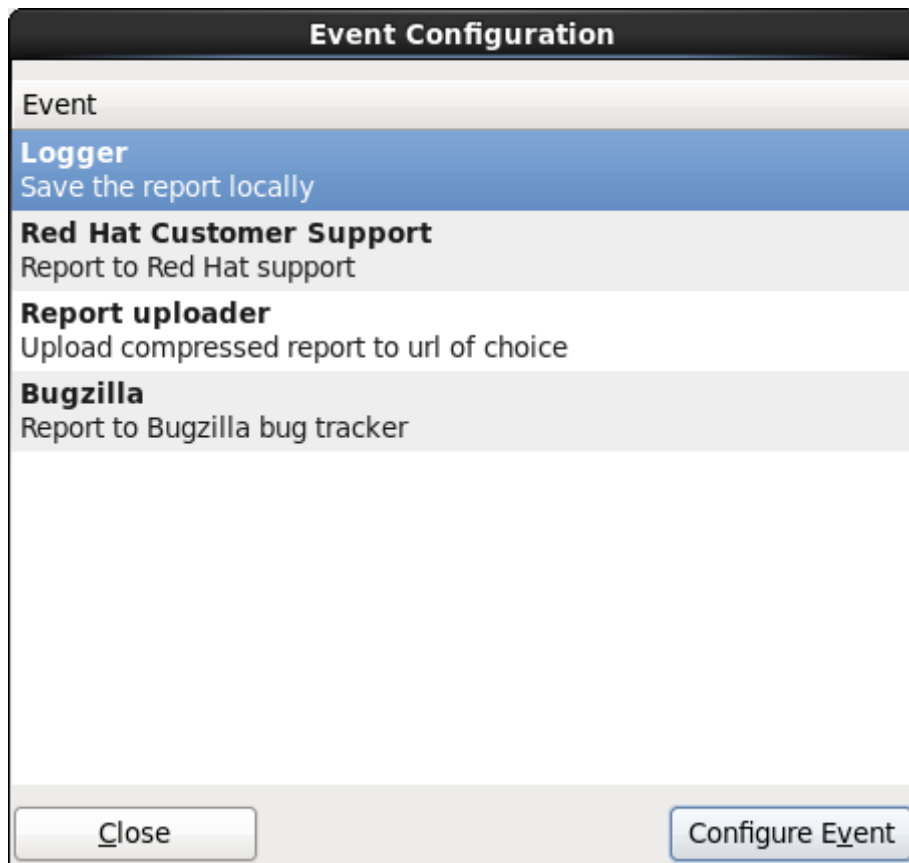 Event Configuration
Event
Logger
Save the report locally
Red Hat Customer Support
Report to Red Hat support
Report uploader
Upload compressed report to url of choice
Bugzilla
Report to Bugzilla bug tracker
Close
Configure Event